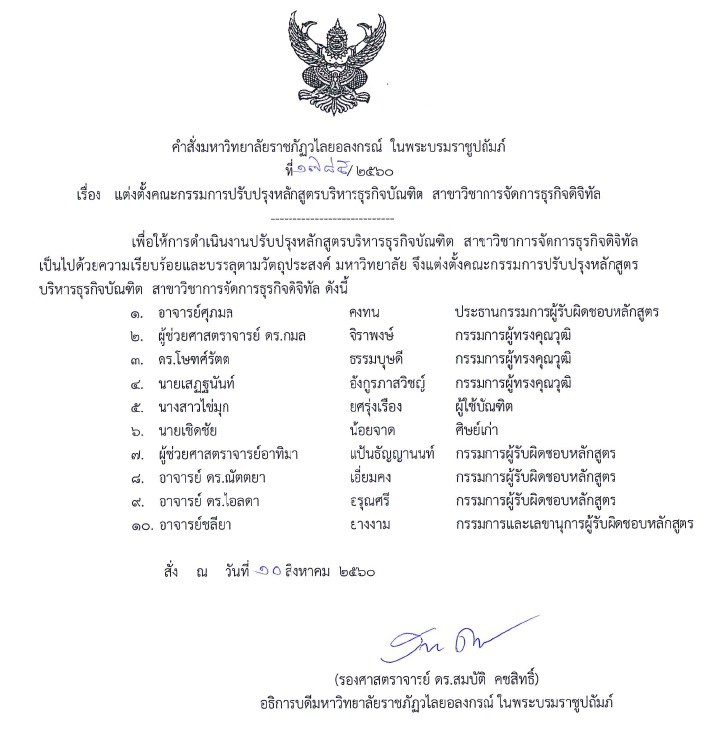 คำสั่งมหาวิทยาลัยราชภัฏวไลยอลงกรณ์ ในพระบรมราชูปถัมภ์
ที่๑๗๘๕/๒๕๖๐
เรื่อง แต่งตั้งคณะกรรมการปรับปรุงหลักสูตรบริหารธุรกิจบัณฑิต สาขาวิชาการจัดการธุรกิจดิจิทัล
----------------------------
เพื่อให้การดำเนินงานปรับปรุงหลักสูตรบริหารธุรกิจบัณฑิต สาขาวิชาการจัดการธุรกิจดิจิทัล
เป็นไปด้วยความเรียบร้อยและบรรลุตามวัตถุประสงค์ มหาวิทยาลัย จึงแต่งตั้งคณะกรรมการปรับปรุงหลักสูตร
บริหารธุรกิจบัณฑิต สาขาวิชาการจัดการธุรกิจดิจิทัล ดังนี้
๑. อาจารย์ศุภมล คงทน ประธานกรรมการผู้รับผิดชอบหลักสูตร
๒. ผู้ช่วยศาสตราจารย์ ดร.กมล จิราพงษ์ กรรมการผู้ทรงคุณวุฒิ
๓. ดร.โษฑศ์รัตต ธรรมบุษดี กรรมการผู้ทรงคุณวุฒิ
๔. นายเสฏฐนันท์ อังกูรภาสวิชญ์ กรรมการผู้ทรงคุณวุฒิ
๕. นางสาวไข่มุก ยศรุ่งเรือง ผู้ใช้บัณฑิต
๖. นายเชิดชัย น้อยจาด ศิษย์เก่า
๗. ผู้ช่วยศาสตราจารย์อาทิมา แป้นธัญญานนท์ กรรมการผู้รับผิดชอบหลักสูตร
๘. อาจารย์ ดร.ณัตตยา เอี่ยมคง กรรมการผู้รับผิดชอบหลักสูตร
๙. อาจารย์ ดร.ไอลดา อรุณศรี กรรมการผู้รับผิดชอบหลักสูตร
๑๐. อาจารย์ชลียา ยางงาม กรรมการและเลขานุการผู้รับผิดชอบหลักสูตร
สั่ง ณ วันที่ ๑๐ สิงหาคม ๒๕๖๐
(รองศาสตราจารย์ ดร.สมบัติ คชสิทธิ์)
อธิการบดีมหาวิทยาลัยราชภัฏวไลยอลงกรณ์ ในพระบรมราชูปถัมภ์